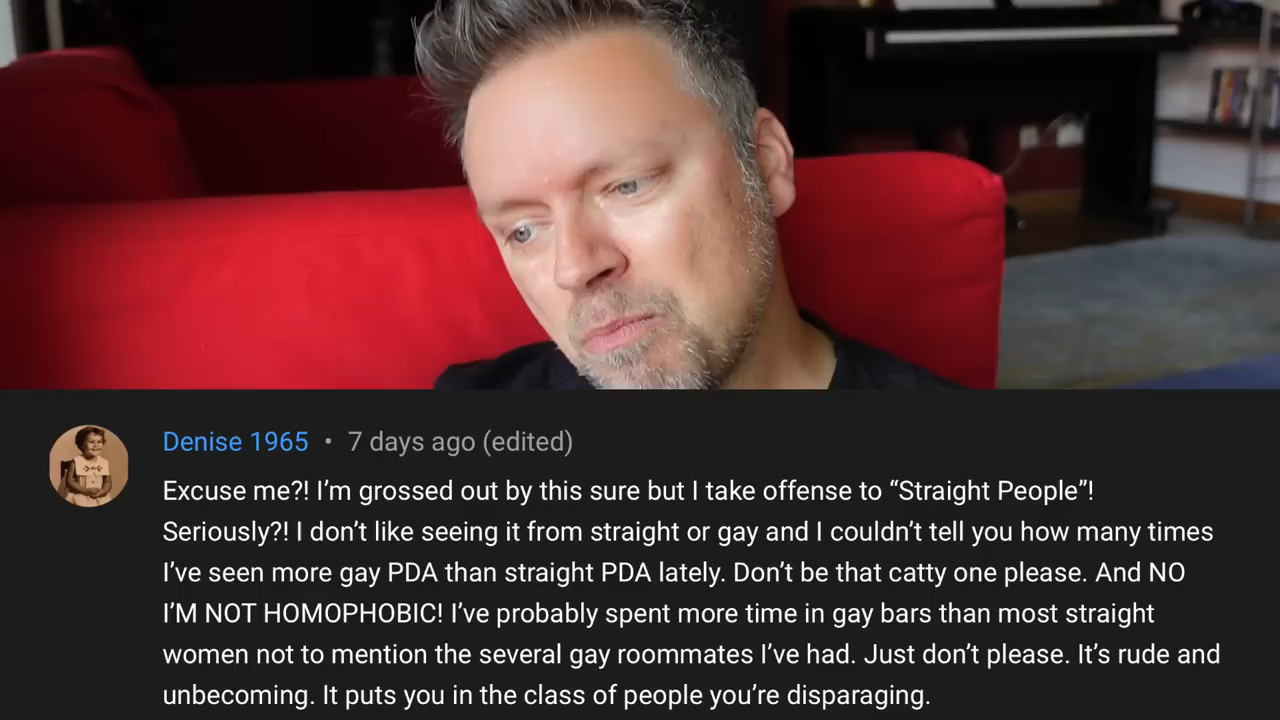 Denise 1965 • 7 days ago (edited)
Excuse me?! I’m grossed out by this sure but I take offense to “Straight People”!
Seriously?! I don’t like seeing it from straight or gay and I couldn’t tell you how many times
I’ve seen more gay PDA than straight PDA lately. Don’t be that catty one please. And NO
I’M NOT HOMOPHOBIC! I’ve probably spent more time in gay bars than most straight
women not to mention the several gay roommates I’ve had. Just don’t please. It’s rude and
unbecoming. It puts you in the class of people you’re disparaging.